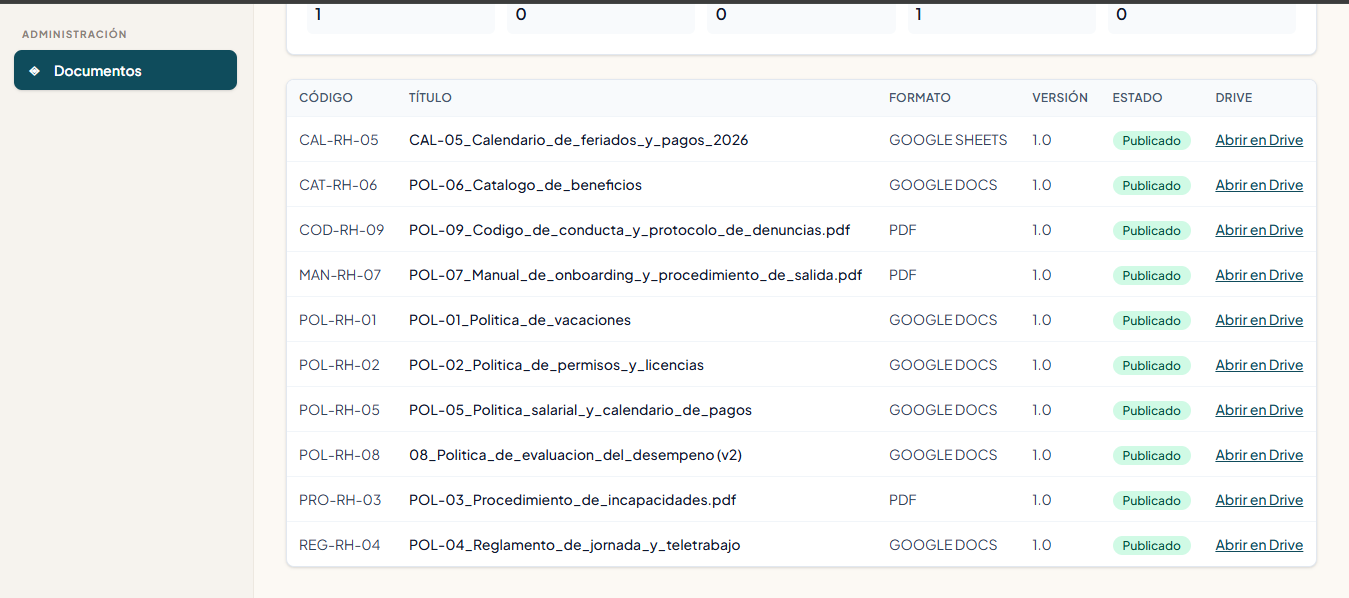 1 0 0 1 0
ADMINISTRACIÓN
Documentos
CÓDIGO TÍTULO FORMATO VERSIÓN ESTADO DRIVE
CAL-RH-05 CAL-05_Calendario_de_feriados_y_pagos_2026 GOOGLE SHEETS 1.0 Publicado Abrir en Drive
CAT-RH-06 POL-06_Catalogo_de_beneficios GOOGLE DOCS 1.0 Publicado Abrir en Drive
COD-RH-09 POL-09_Codigo_de_conducta_y_protocolo_de_denuncias.pdf PDF 1.0 Publicado Abrir en Drive
MAN-RH-07 POL-07_Manual_de_onboarding_y_procedimiento_de_salida.pdf PDF 1.0 Publicado Abrir en Drive
POL-RH-01 POL-01_Politica_de_vacaciones GOOGLE DOCS 1.0 Publicado Abrir en Drive
POL-RH-02 POL-02_Politica_de_permisos_y_licencias GOOGLE DOCS 1.0 Publicado Abrir en Drive
POL-RH-05 POL-05_Politica_salarial_y_calendario_de_pagos GOOGLE DOCS 1.0 Publicado Abrir en Drive
POL-RH-08 08_Politica_de_evaluacion_del_desempeno (v2) GOOGLE DOCS 1.0 Publicado Abrir en Drive
PRO-RH-03 POL-03_Procedimiento_de_incapacidades.pdf PDF 1.0 Publicado Abrir en Drive
REG-RH-04 POL-04_Reglamento_de_jornada_y_teletrabajo GOOGLE DOCS 1.0 Publicado Abrir en Drive